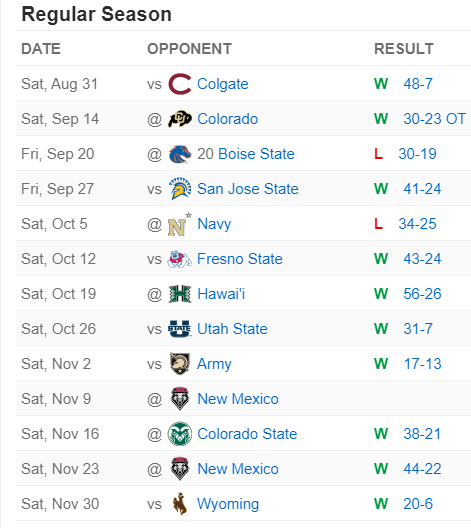 Regular Season
DATE OPPONENT RESULT
Sat, Aug 31 vs C Colgate W 48-7
Sat, Sep 14 @ Colorado W 30-23 OT
Fri, Sep 20 @ 20 Boise State L 30-19
Fri, Sep 27 vs San Jose State W 41-24
Sat, Oct 5 @ N Navy L 34-25
Sat, Oct 12 vs Fresno State W 43-24
Sat, Oct 19 @ H Hawai'i W 56-26
Sat, Oct 26 vs U STATE Utah State W 31-7
Sat, Nov 2 vs Army W 17-13
Sat, Nov 9 @ New Mexico
Sat, Nov 16 @ Colorado State W 38-21
Sat, Nov 23 @ New Mexico W 44-22
Sat, Nov 30 vs Wyoming W 20-6